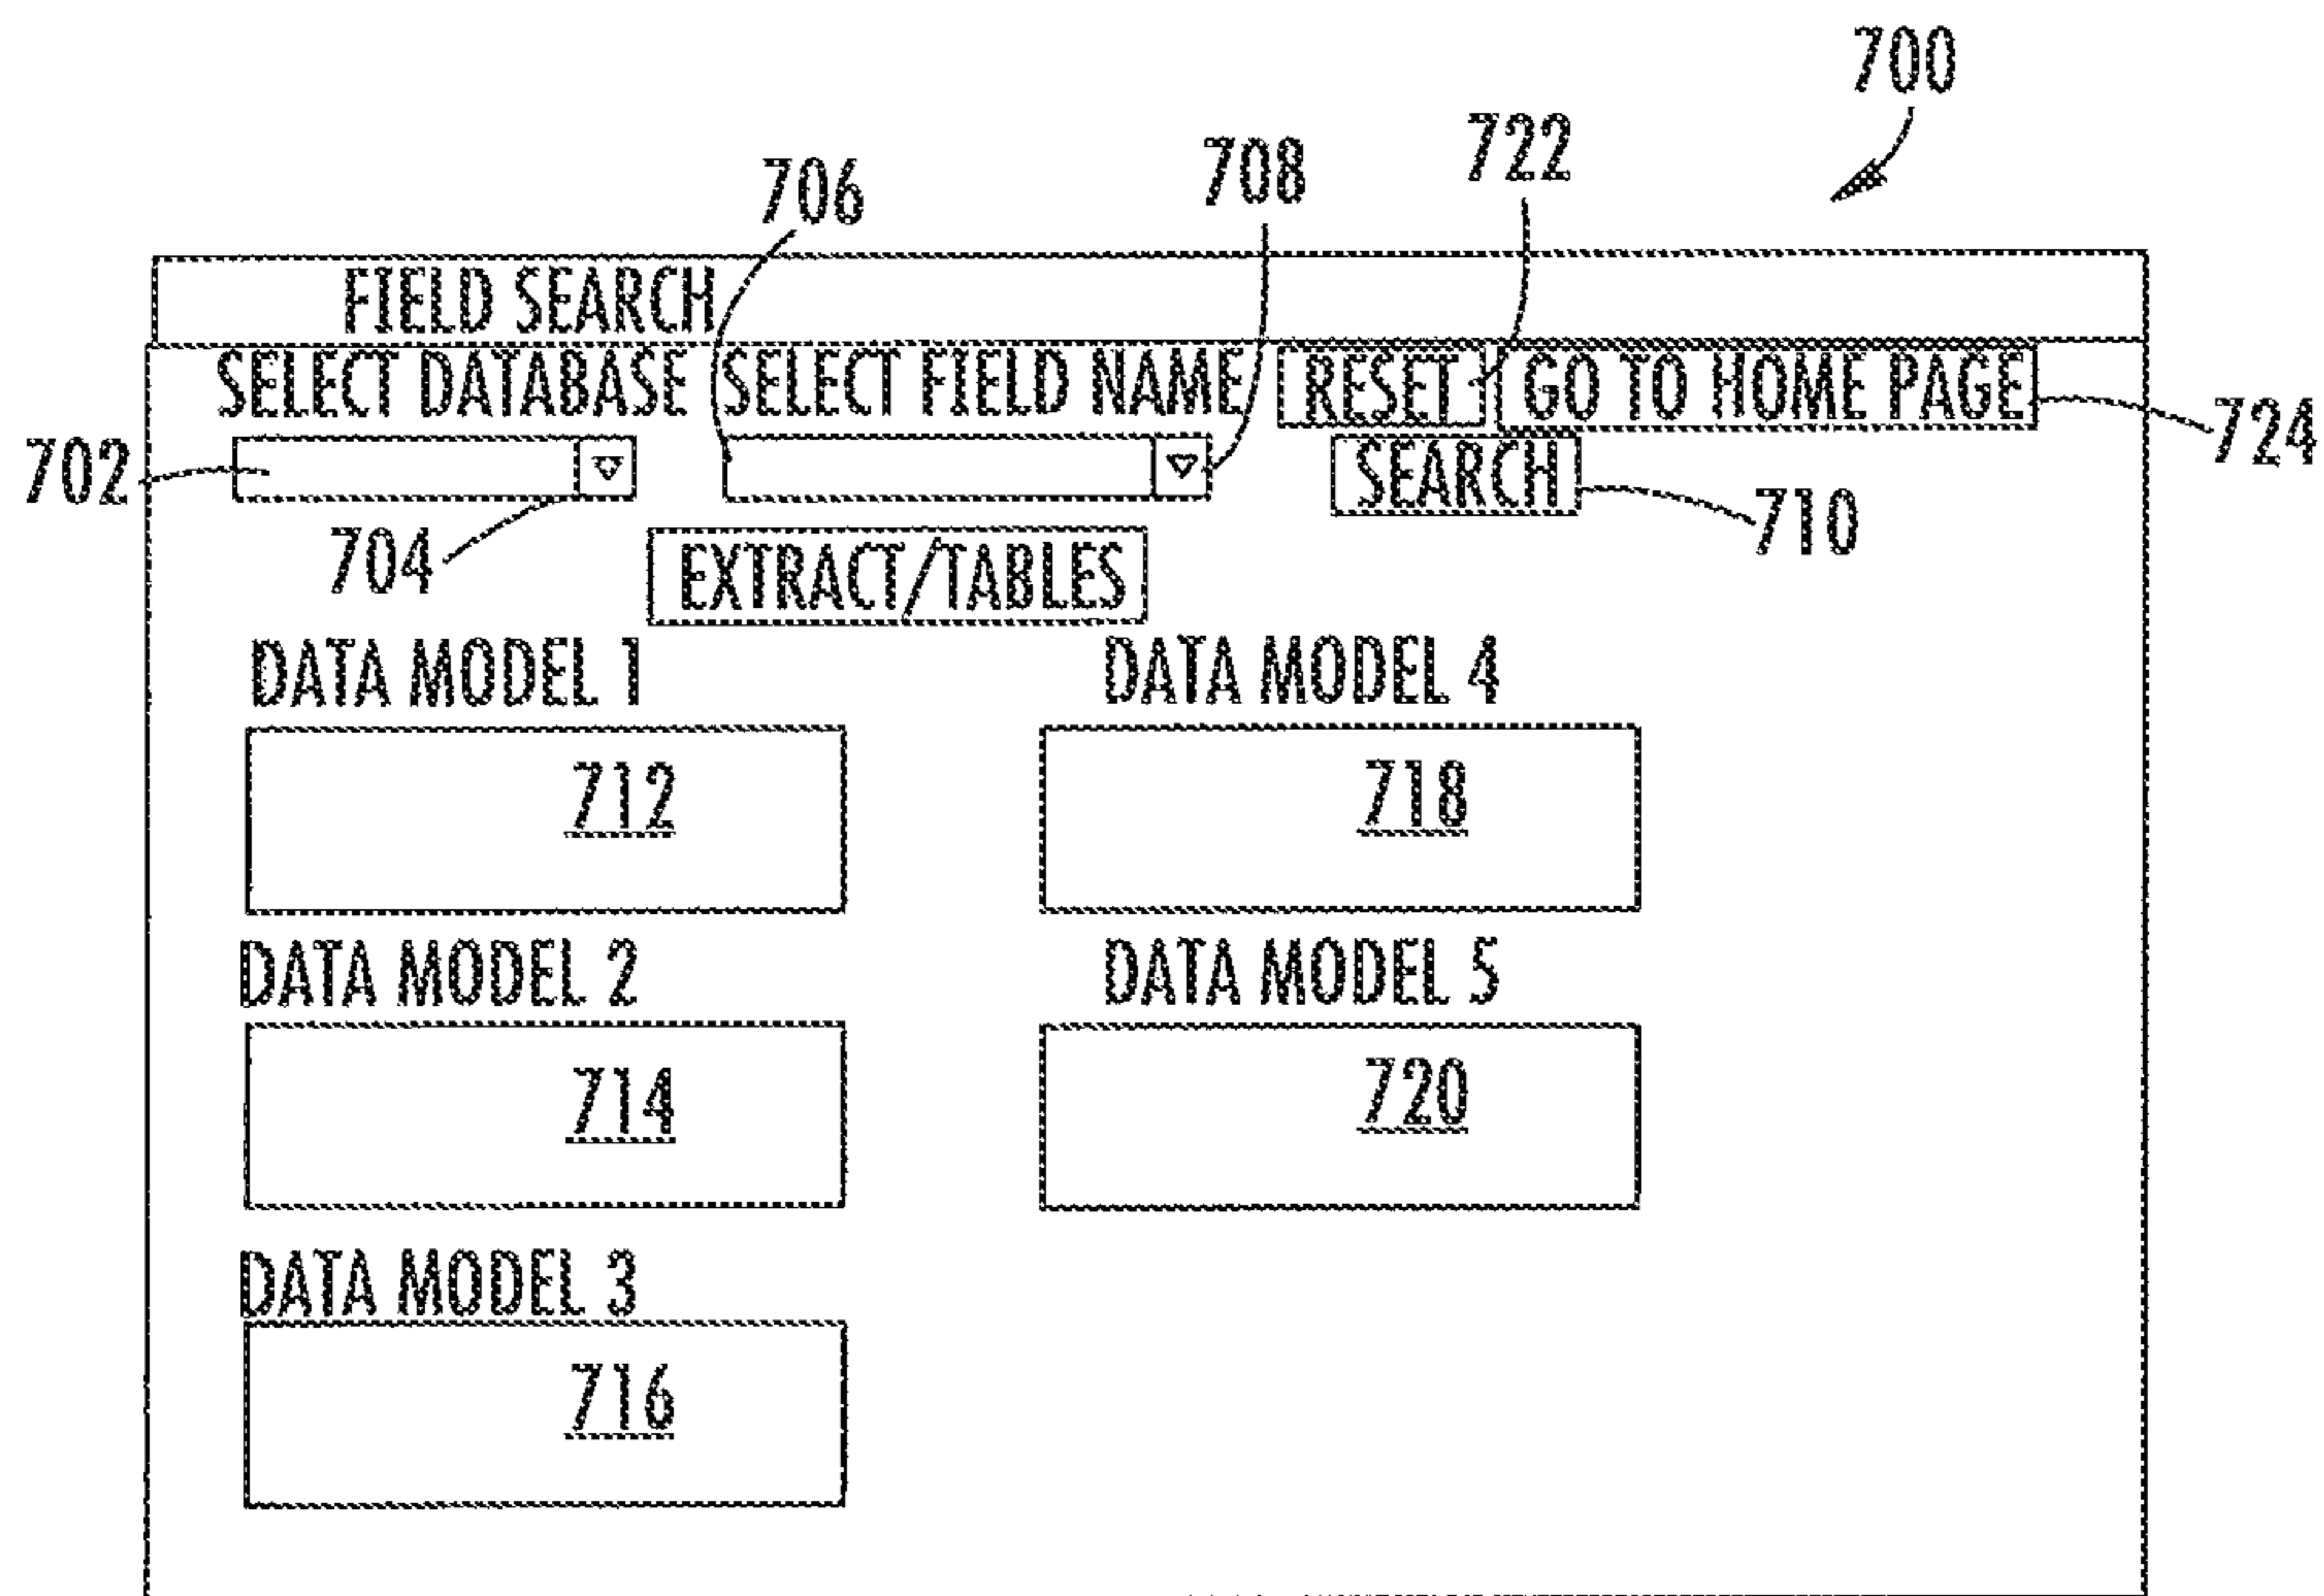 700
722
708
706
FIELD SEARCH
SELECT DATABASE SELECT FIELD NAME RESET GO TO HOME PAGE
724
702
SEARCH
710
704
EXTRACT/TABLES
DATA MODEL 1 DATA MODEL 4
712 718
DATA MODEL 2 DATA MODEL 5
714 720
DATA MODEL 3
716